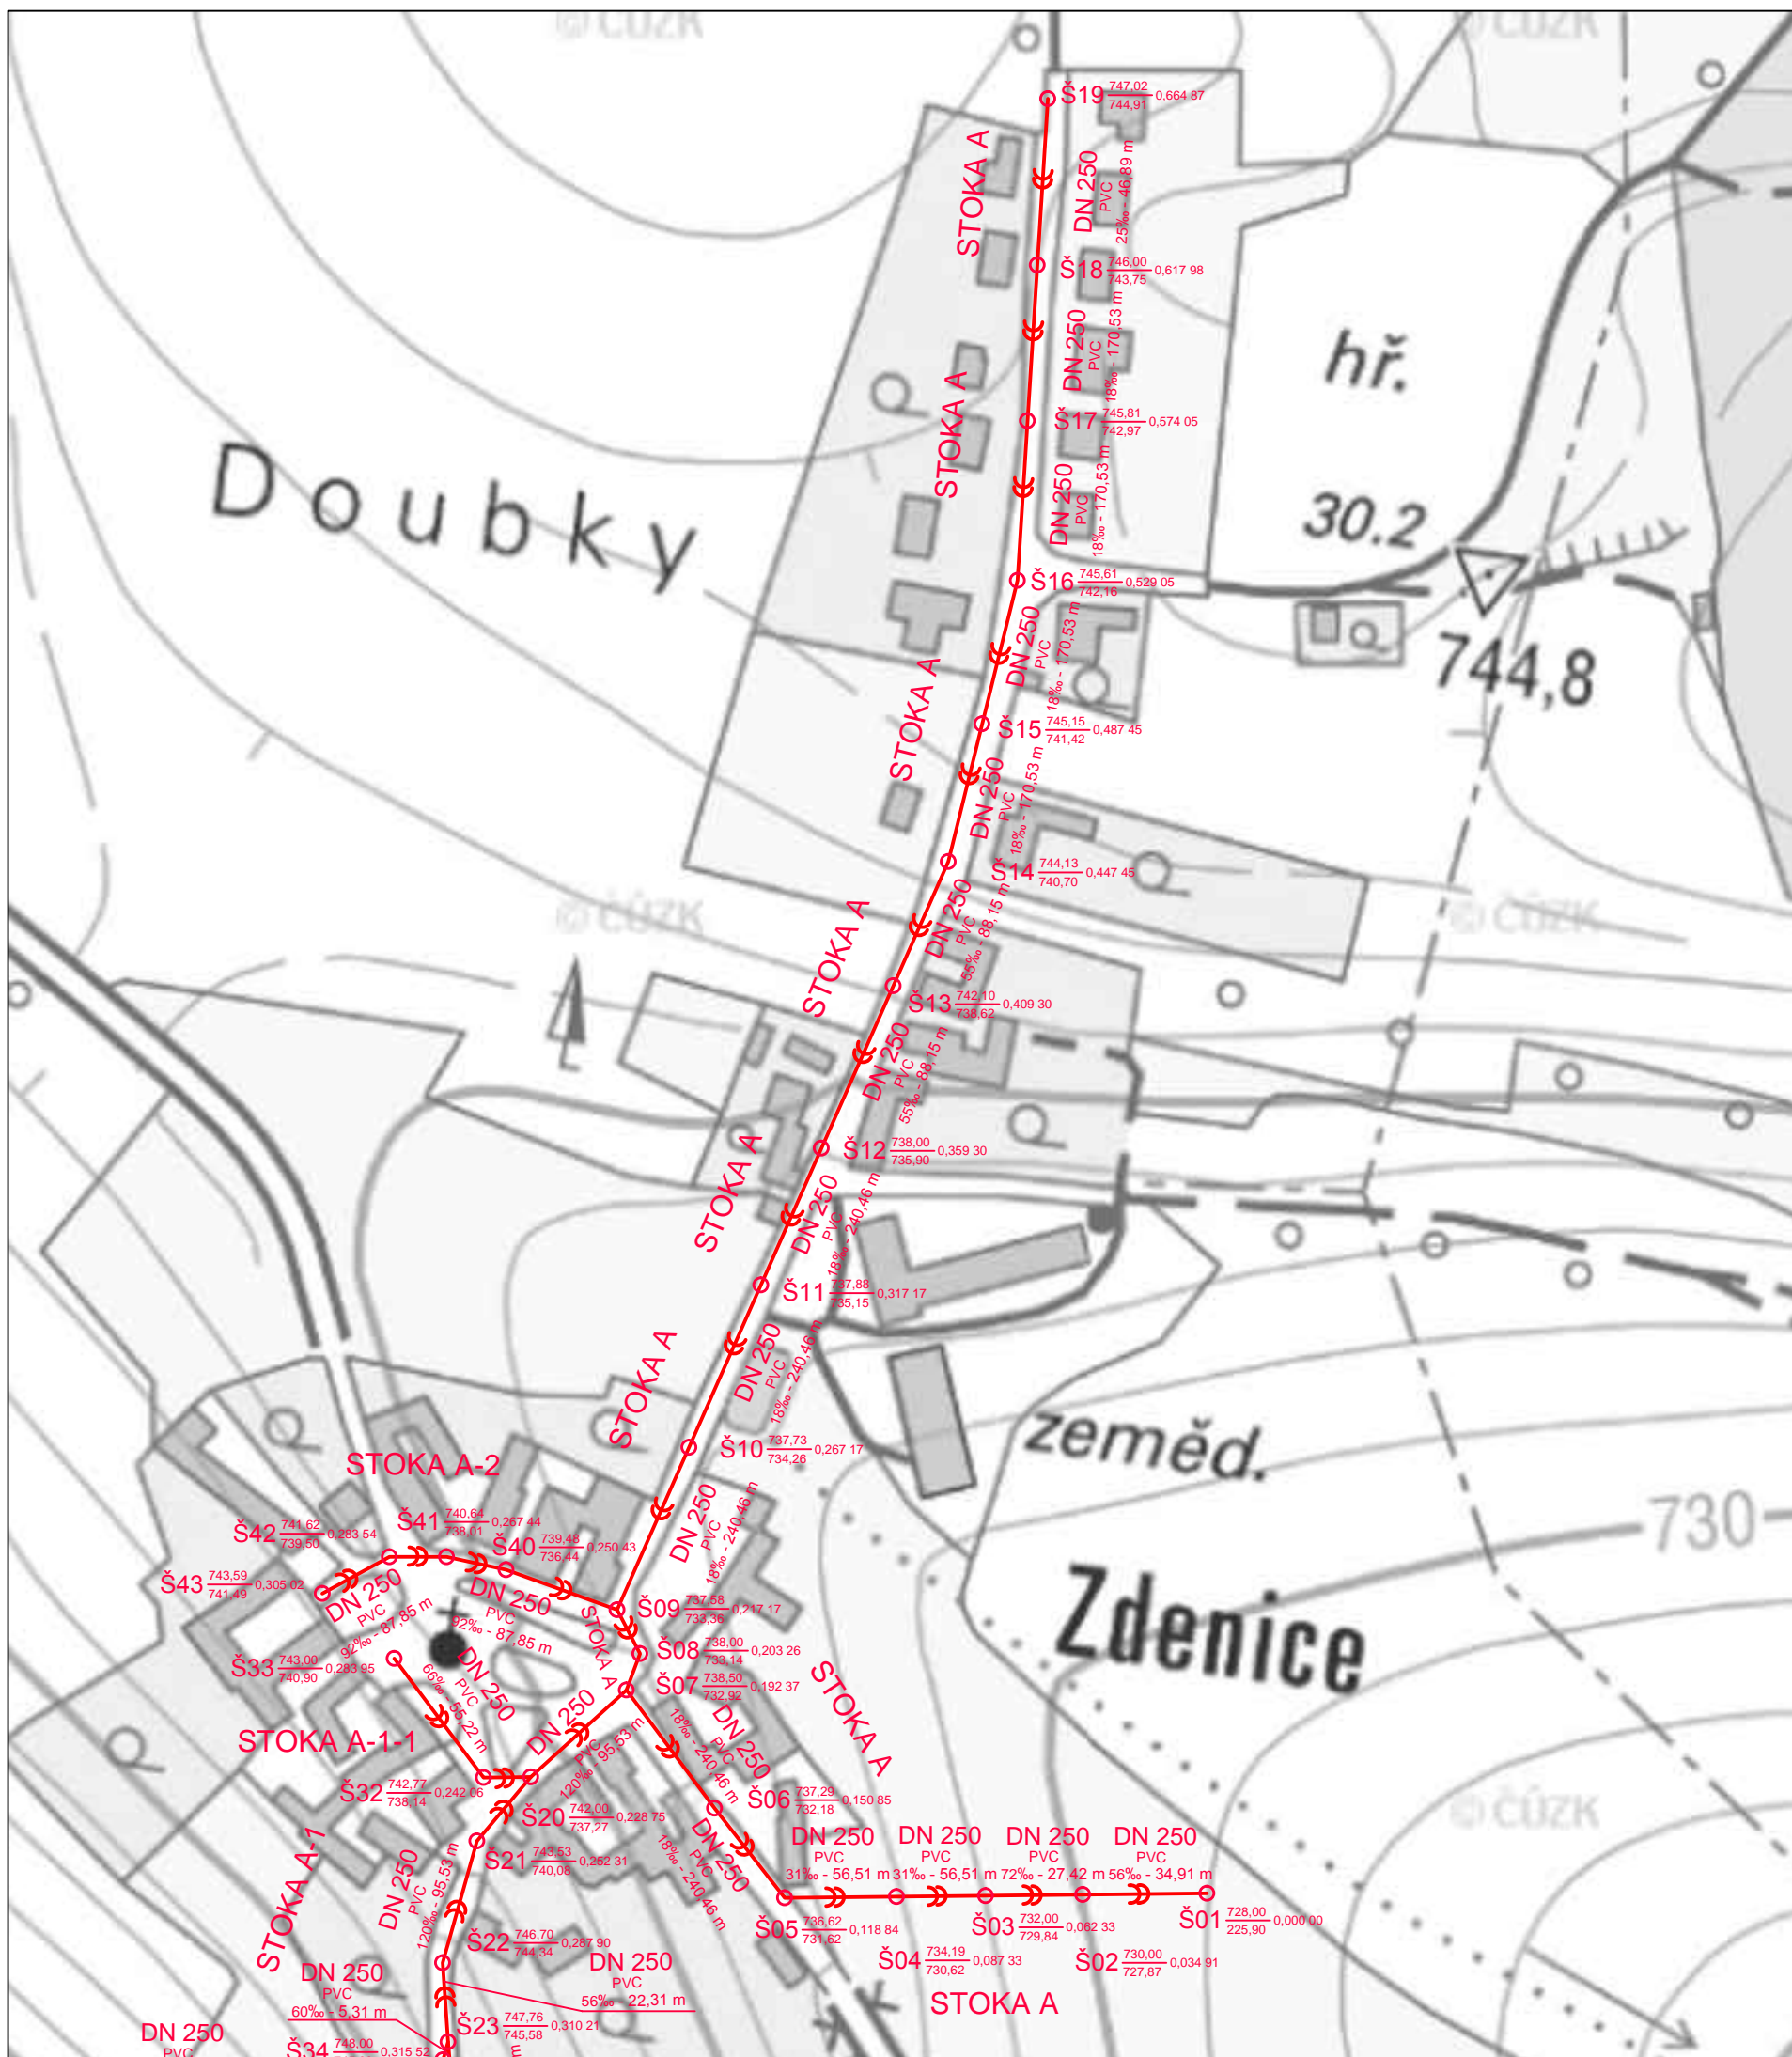 © ČÚZK
© ČÚZK
Š19 747,02 744,91 0,664 87
STOKA A
DN 250
PVC
25‰ - 46,89 m
Š18 746,00 743,75 0,617 98
DN 250
PVC
18‰ - 170,53 m
hř.
STOKA A
Š17 745,81 742,97 0,574 05
Doubky
DN 250
PVC
18‰ - 170,53 m
30.2
Š16 745,61 742,16 0,529 05
744,8
DN 250
PVC
18‰ - 170,53 m
STOKA A
Š15 745,15 741,42 0,487 45
DN 250
PVC
18‰ - 170,53 m
Š14 744,13 740,70 0,447 45
© ČÚZK
© ČÚZK
DN 250
PVC
55‰ - 88,15 m
STOKA A
Š13 742,10 738,62 0,409 30
DN 250
PVC
55‰ - 88,15 m
Š12 738,00 735,90 0,359 30
STOKA A
DN 250
PVC
18‰ - 240,46 m
Š11 737,88 735,15 0,317 17
DN 250
PVC
18‰ - 240,46 m
STOKA A
Š10 737,73 734,26 0,267 17
zeměd.
730
DN 250
PVC
18‰ - 240,46 m
STOKA A-2
Š41 740,64 738,01 0,267 44
Š42 741,62 739,50 0,283 54
Š40 739,48 736,44 0,250 43
Š43 743,59 741,49 0,305 02
DN 250
PVC
92‰ - 87,85 m
DN 250
PVC
92‰ - 87,85 m
Š09 737,58 733,36 0,217 17
Zdenice
STOKA A
Š08 738,00 733,14 0,203 26
Š33 743,00 740,90 0,283 95
Š07 738,50 732,92 0,192 37
DN 250
PVC
66‰ - 55,22 m
STOKA A
STOKA A-1-1
DN 250
PVC
120‰ - 95,53 m
DN 250
PVC
18‰ - 240,46 m
Š32 742,77 738,14 0,242 06
Š06 737,29 732,18 0,150 85
Š20 742,00 737,27 0,228 75
© ČÚZK
DN 250
PVC
31‰ - 56,51 m
DN 250
PVC
31‰ - 56,51 m
DN 250
PVC
72‰ - 27,42 m
DN 250
PVC
56‰ - 34,91 m
DN 250
18‰ - 240,46 m
Š21 743,53 740,08 0,252 31
STOKA A-1
DN 250
PVC
120‰ - 95,53 m
Š05 736,62 731,62 0,118 84
Š03 732,00 729,84 0,062 33
Š01 728,00 225,90 0,000 00
Š22 746,70 744,34 0,287 90
Š04 734,19 730,62 0,087 33
Š02 730,00 727,87 0,034 91
STOKA A
DN 250
PVC
60‰ - 5,31 m
DN 250
PVC
56‰ - 22,31 m
Š23 747,76 745,58 0,310 21
DN 250
PVC
Š34 748,00 0,315 52
m